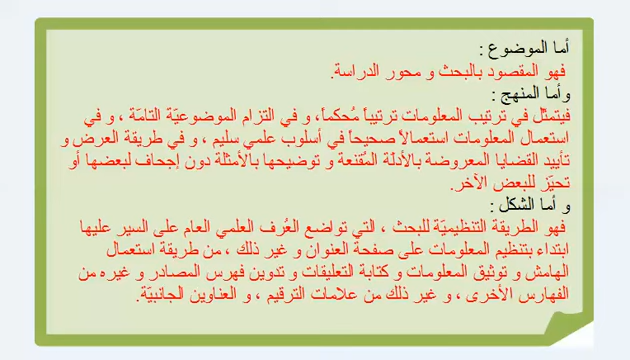 أما الموضوع :
فهو المقصود بالبحث و محور الدراسة.
وأما المنهج :
فيتمثّل في ترتيب المعلومات ترتيباً مُحكماً، و في التزام الموضوعيّة التامّة ، و في
استعمال المعلومات استعمالاً صحيحاً في أسلوب علمي سليم ، و في طريقة العرض و
تأييد القضايا المعروضة بالأدلة المُقنعة و توضيحها بالأمثلة دون إجحاف لبعضها أو
تحيّز للبعض الآخر.
و أما الشكل :
فهو الطريقة التنظيميّة للبحث ، التي تواضع العُرف العلمي العام على السير عليها
ابتداء بتنظيم المعلومات على صفحة العنوان و غير ذلك ، من طريقة استعمال
الهامش و توثيق المعلومات و كتابة التعليقات و تدوين فهرس المصادر و غيره من
الفهارس الأخرى ، و غير ذلك من علامات الترقيم ، و العناوين الجانبيّة.